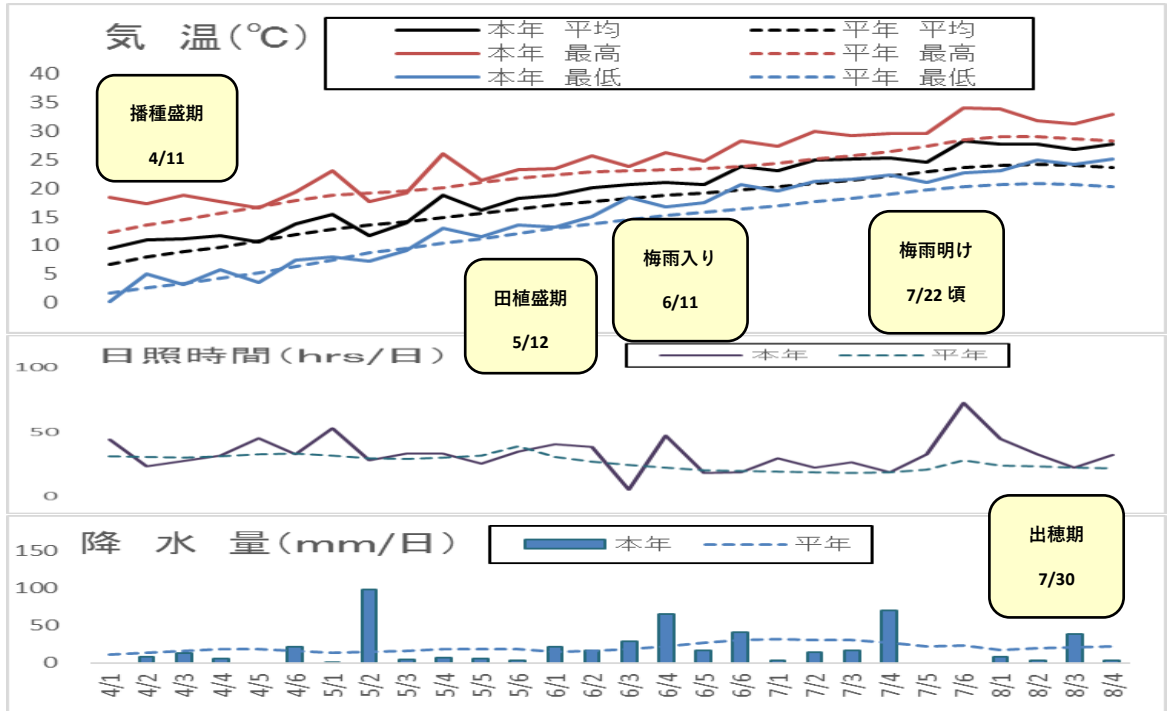 気 温(℃)
本年 平均
平年 平均
本年 最高
平年 最高
本年 最低
平年 最低
40
35
30
25
20
15
10
5
0
播種盛期
4/11
田植盛期
5/12
梅雨入り
6/11
梅雨明け
7/22 頃
日照時間(hrs/日)
本年
平年
100
50
0
降 水 量(mm/日)
本年
平年
150
100
50
0
出穂期
7/30
4/1
4/2
4/3
4/4
4/5
4/6
5/1
5/2
5/3
5/4
5/5
5/6
6/1
6/2
6/3
6/4
6/5
6/6
7/1
7/2
7/3
7/4
7/5
7/6
8/1
8/2
8/3
8/4